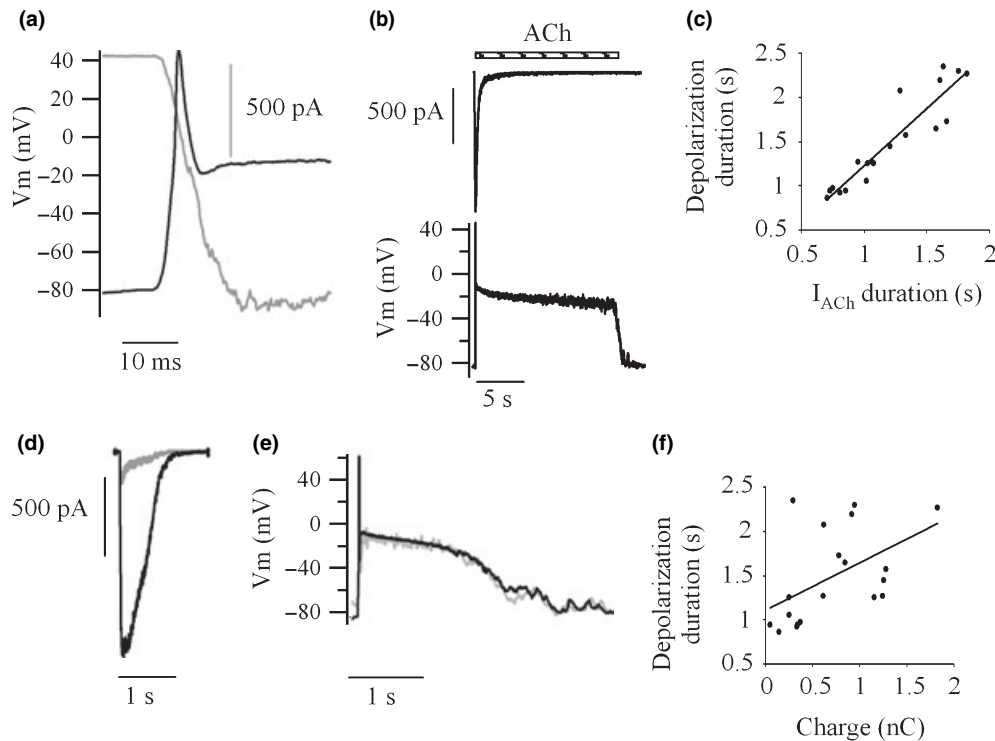 (a)
40
20
0
−20
−40
−60
−80
Vm (mV)
500 pA
10 ms
(b)
ACh
500 pA
40
0
−40
−80
Vm (mV)
5 s
(c)
2.5
2
1.5
1
0.5
Depolarization
duration (s)
0.5
1
1.5
2
I_ACh duration (s)
(d)
500 pA
1 s
(e)
40
0
−40
−80
Vm (mV)
1 s
(f)
2.5
2
1.5
1
0.5
Depolarization
duration (s)
0
0.5
1
1.5
2
Charge (nC)